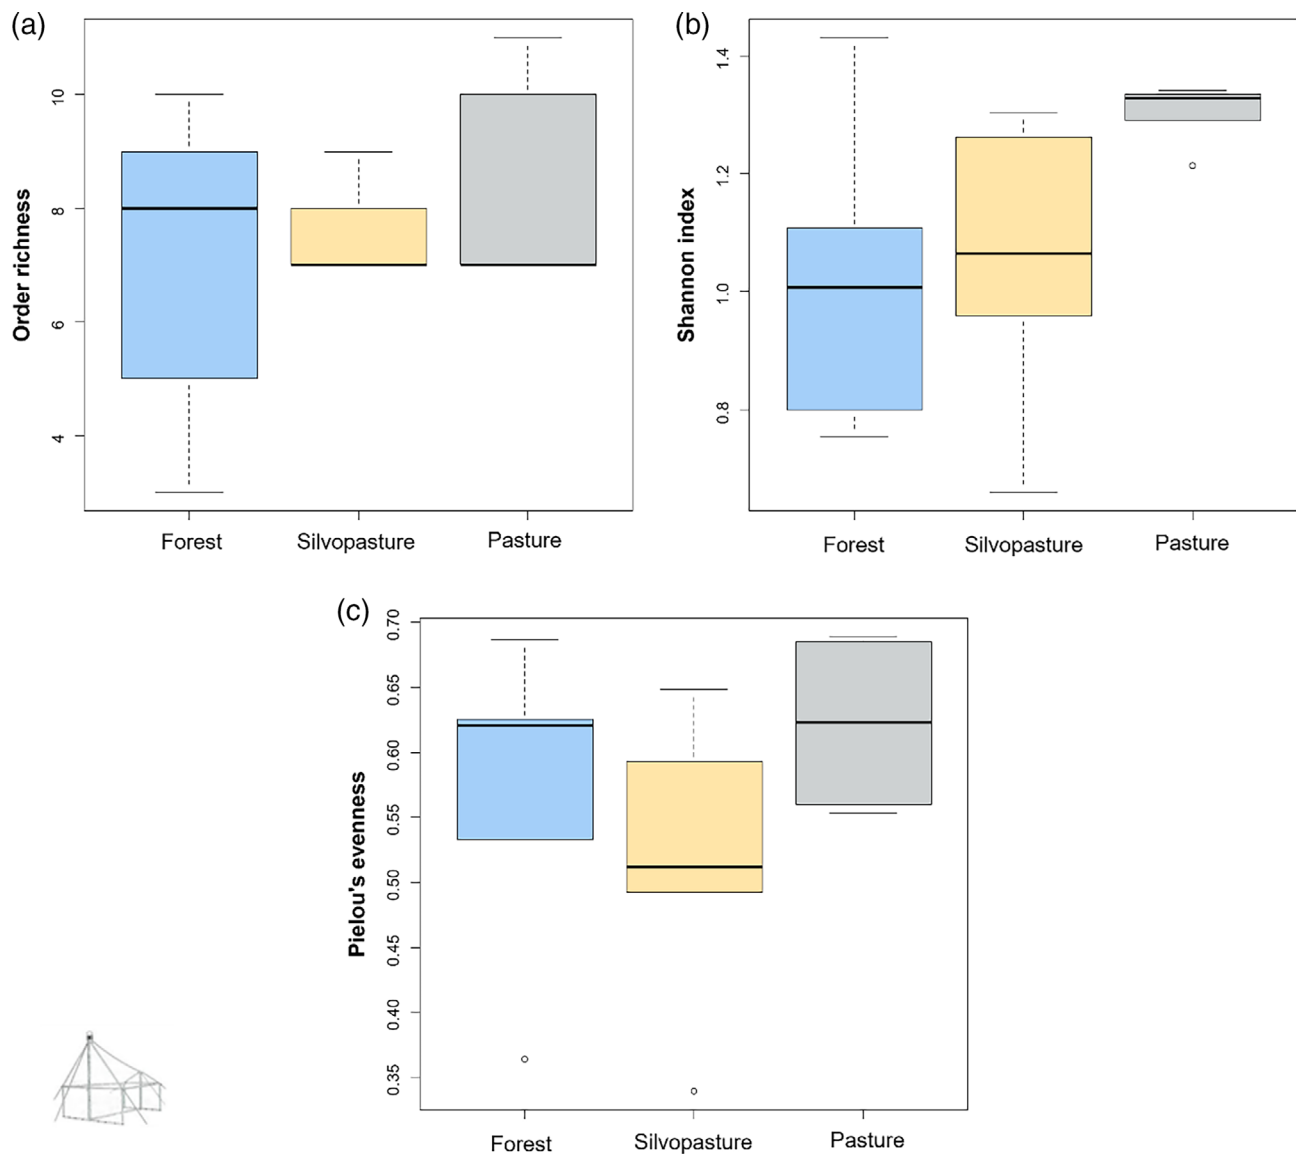 (a)
Order richness
10
8
6
4
Forest Silvopasture Pasture
(b)
Shannon index
1.4
1.2
1.0
0.8
Forest Silvopasture Pasture
(c)
Pielou's evenness
0.70
0.65
0.60
0.55
0.50
0.45
0.40
0.35
Forest Silvopasture Pasture